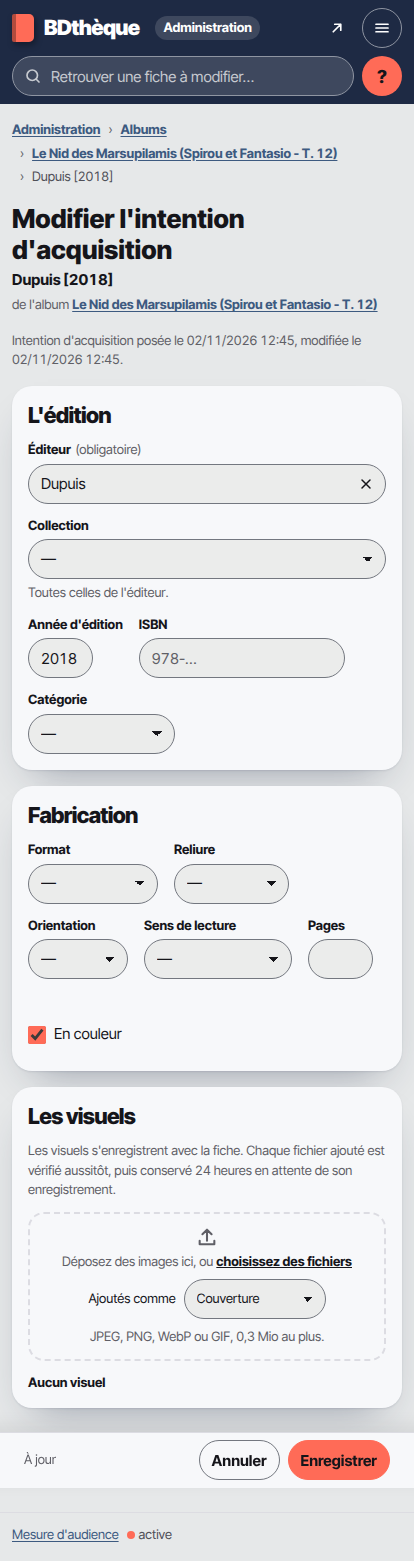 BDthèque Administration
Retrouver une fiche à modifier... ?
Administration › Albums
› Le Nid des Marsupilamis (Spirou et Fantasio - T. 12)
› Dupuis [2018]
Modifier l'intention
d'acquisition
Dupuis [2018]
de l'album Le Nid des Marsupilamis (Spirou et Fantasio - T. 12)
Intention d'acquisition posée le 02/11/2026 12:45, modifiée le
02/11/2026 12:45.
L'édition
Éditeur (obligatoire)
Dupuis
Collection
—
Toutes celles de l'éditeur.
Année d'édition ISBN
2018 978-...
Catégorie
—
Fabrication
Format Reliure
— —
Orientation Sens de lecture Pages
— —
En couleur
Les visuels
Les visuels s'enregistrent avec la fiche. Chaque fichier ajouté est
vérifié aussitôt, puis conservé 24 heures en attente de son
enregistrement.
Déposez des images ici, ou choisissez des fichiers
Ajoutés comme Couverture
JPEG, PNG, WebP ou GIF, 0,3 Mio au plus.
Aucun visuel
À jour Annuler Enregistrer
Mesure d'audience active